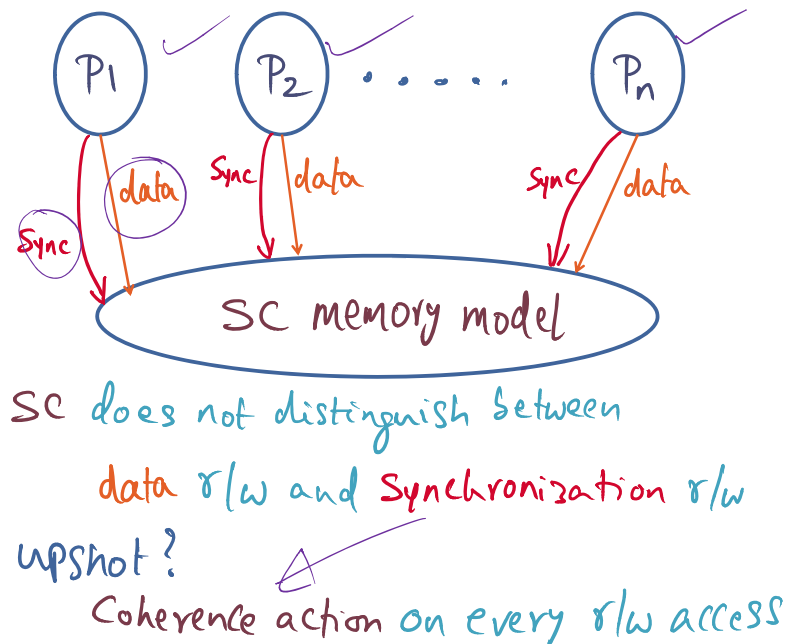 P1 P2 Pn
Sync data Sync data Sync data
SC memory model
SC does not distinguish between
data r/w and Synchronization r/w
upshot?
Coherence action on every r/w access